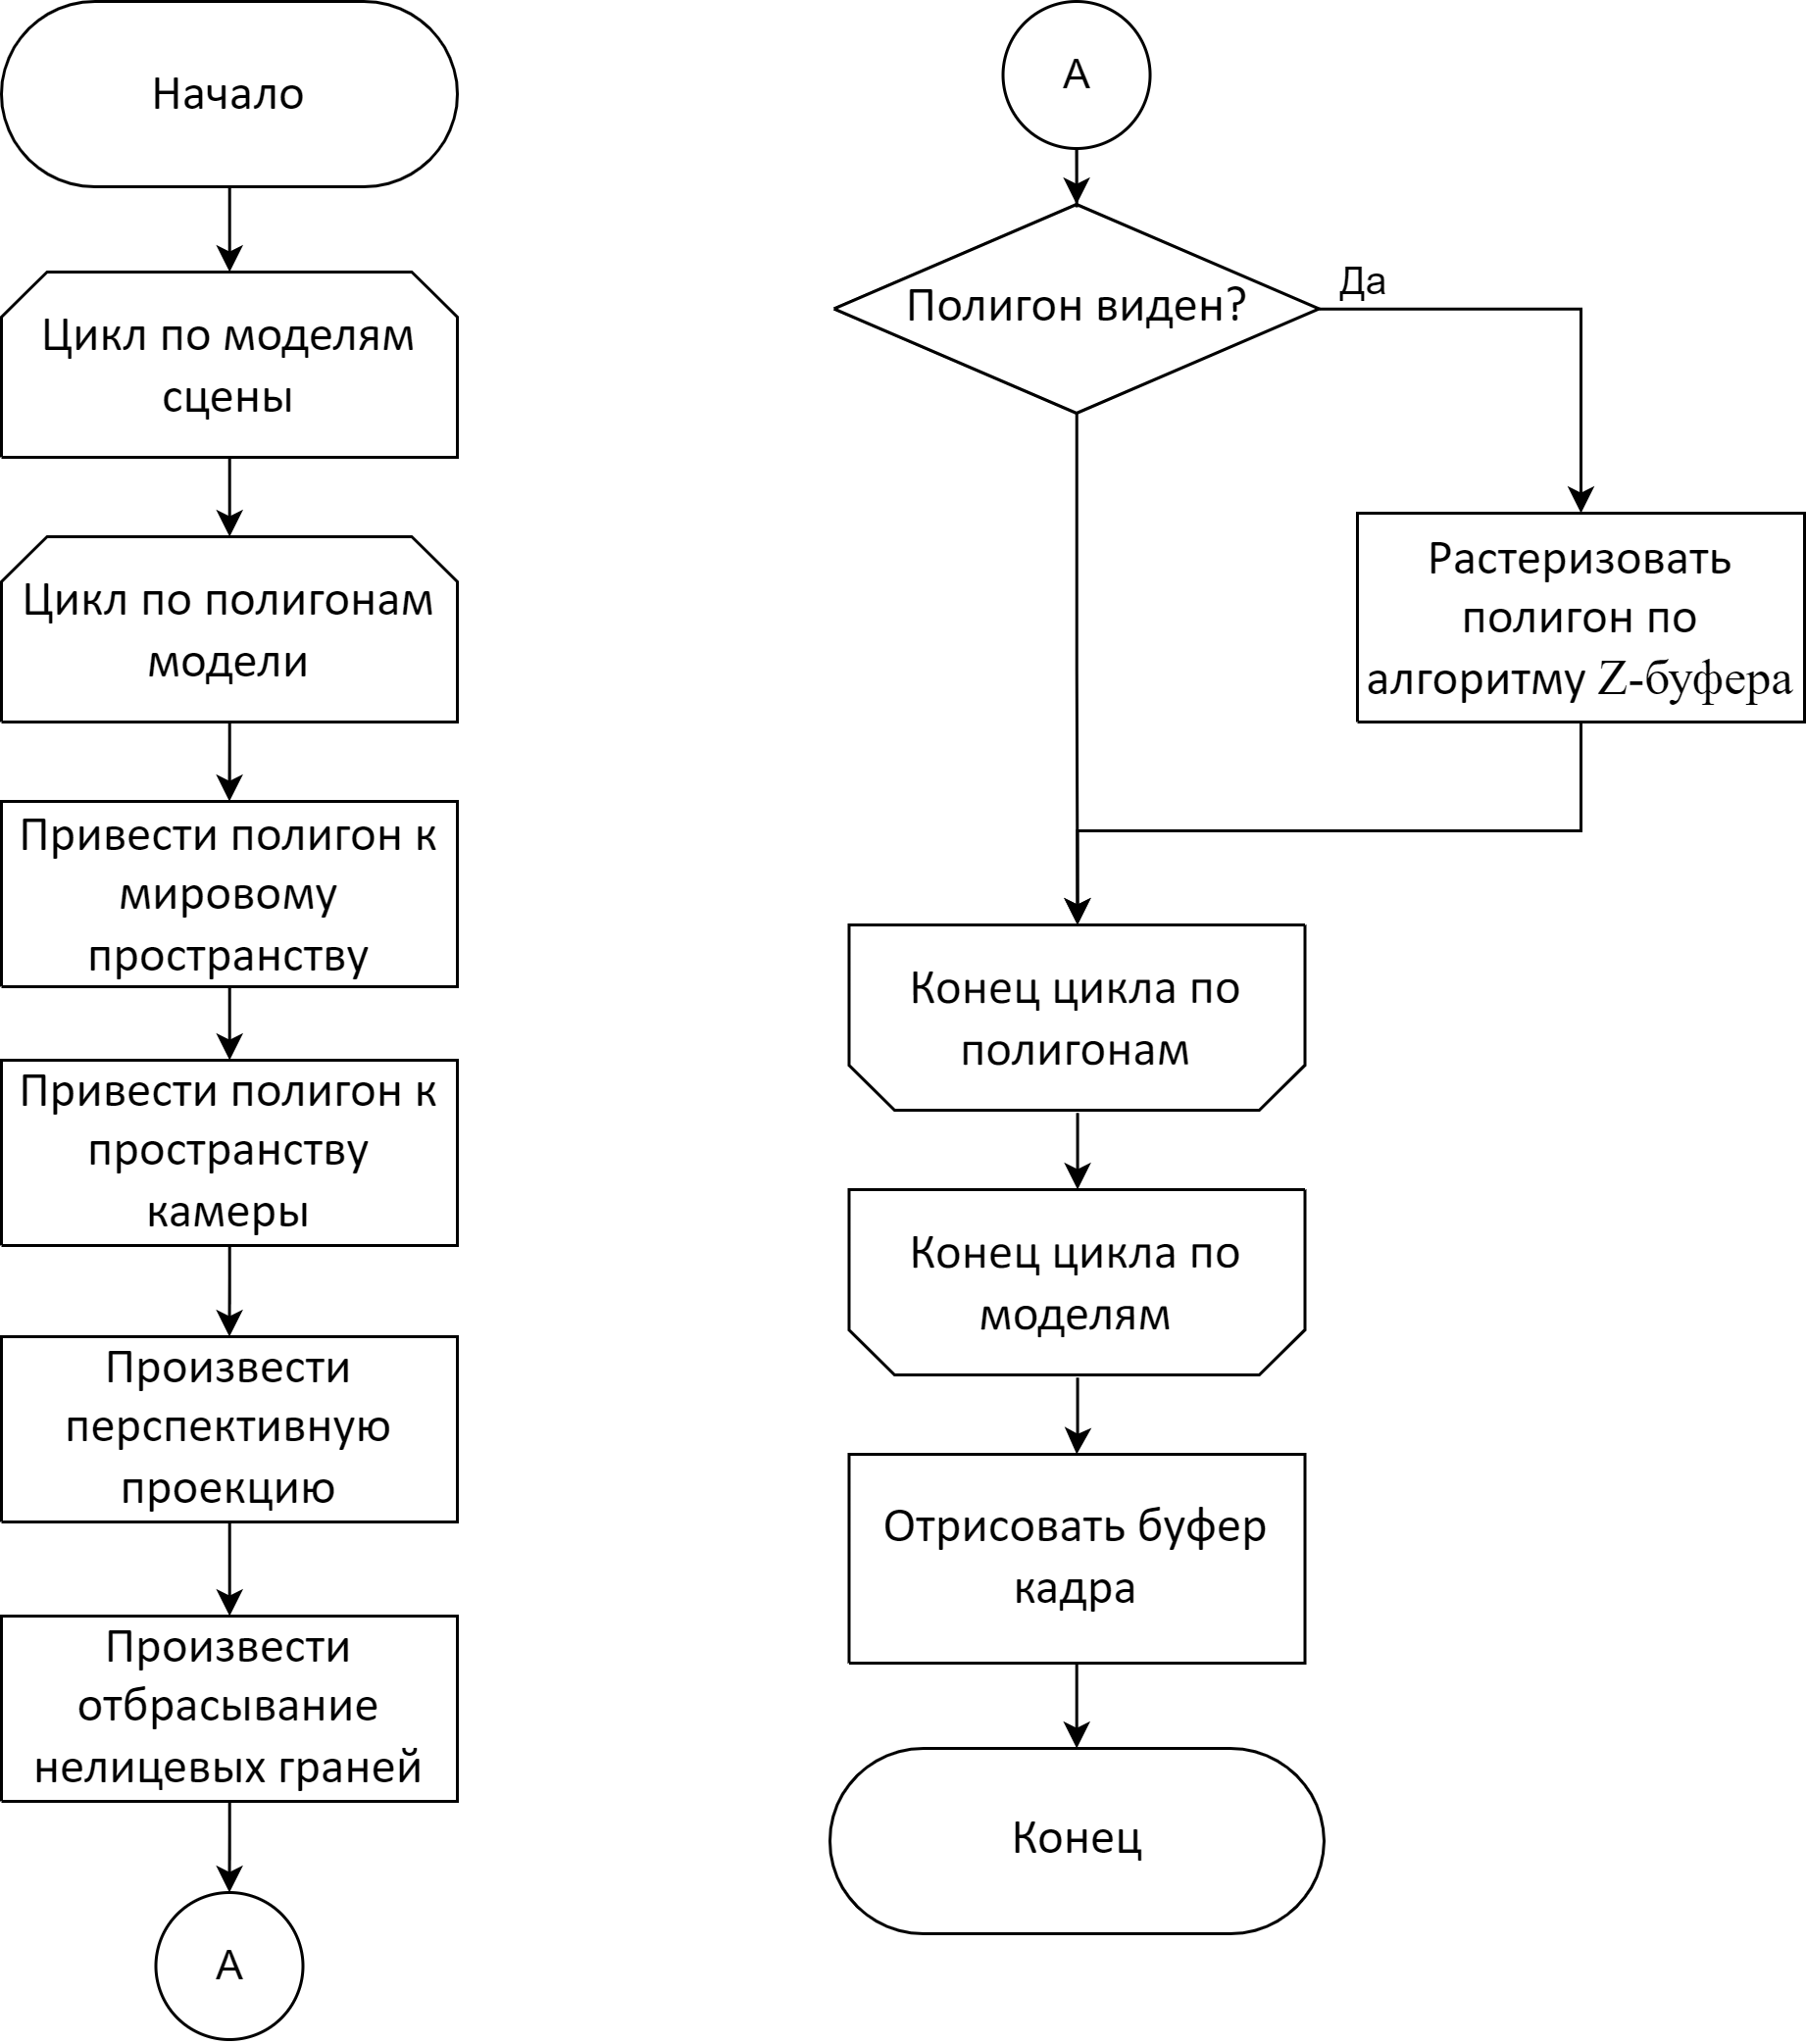 Начало
Цикл по моделям
сцены
Цикл по полигонам
модели
Привести полигон к
мировому
пространству
Привести полигон к
пространству
камеры
Произвести
перспективную
проекцию
Произвести
отбрасывание
нелицевых граней
А
А
Полигон виден?
Да
Растеризовать
полигон по
алгоритму Z-буфера
Конец цикла по
полигонам
Конец цикла по
моделям
Отрисовать буфер
кадра
Конец